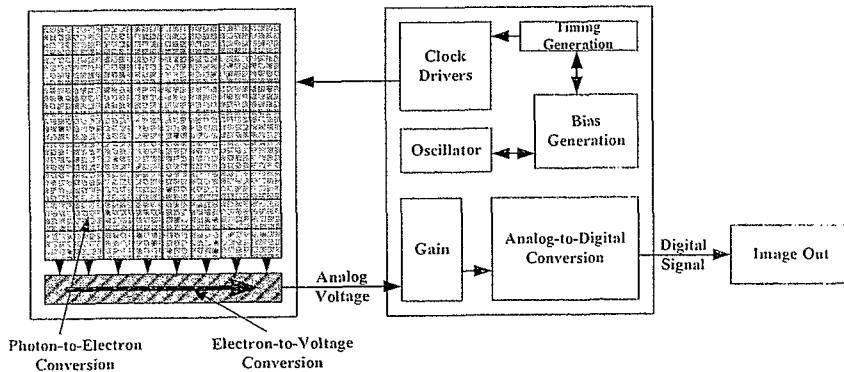 Timing
Generation
Clock
Drivers
Bias
Generation
Oscillator
Gain
Analog-to-Digital
Conversion
Analog
Voltage
Digital
Signal
Image Out
Photon-to-Electron
Conversion
Electron-to-Voltage
Conversion